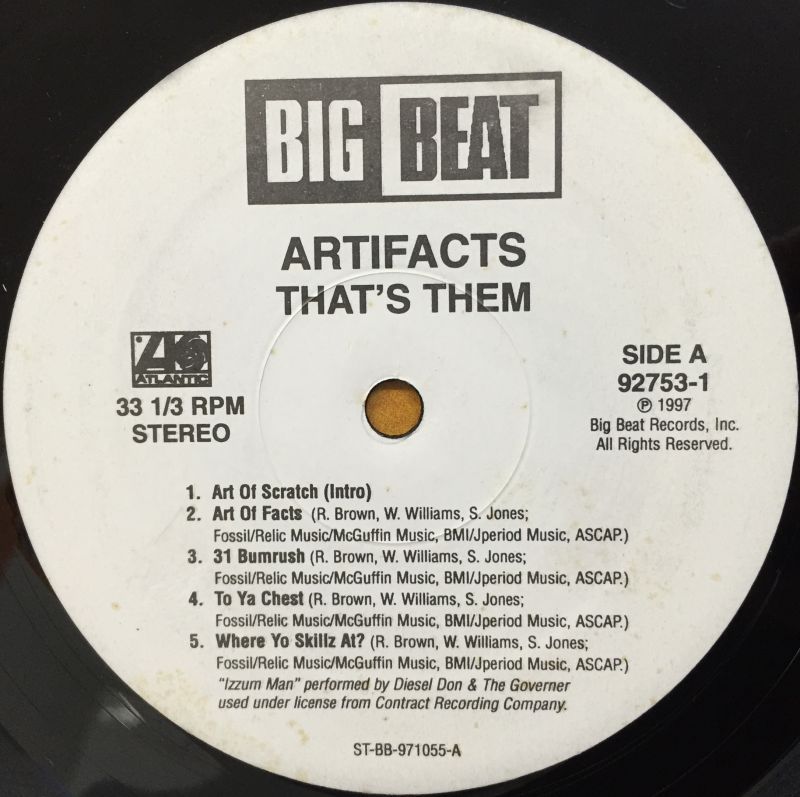 BIG BEAT
ARTIFACTS
THAT'S THEM
ATLANTIC
33 1/3 RPM
STEREO
SIDE A
92753-1
℗ 1997
Big Beat Records, Inc.
All Rights Reserved.
1. Art Of Scratch (Intro)
2. Art Of Facts (R. Brown, W. Williams, S. Jones;
Fossil/Relic Music/McGuffin Music, BMI/Jperiod Music, ASCAP.)
3. 31 Bumrush (R. Brown, W. Williams, S. Jones;
Fossil/Relic Music/McGuffin Music, BMI/Jperiod Music, ASCAP.)
4. To Ya Chest (R. Brown, W. Williams, S. Jones;
Fossil/Relic Music/McGuffin Music, BMI/Jperiod Music, ASCAP.)
5. Where Yo Skillz At? (R. Brown, W. Williams, S. Jones;
Fossil/Relic Music/McGuffin Music, BMI/Jperiod Music, ASCAP.)
"Izzum Man" performed by Diesel Don & The Governer
used under license from Contract Recording Company.
ST-BB-971055-A